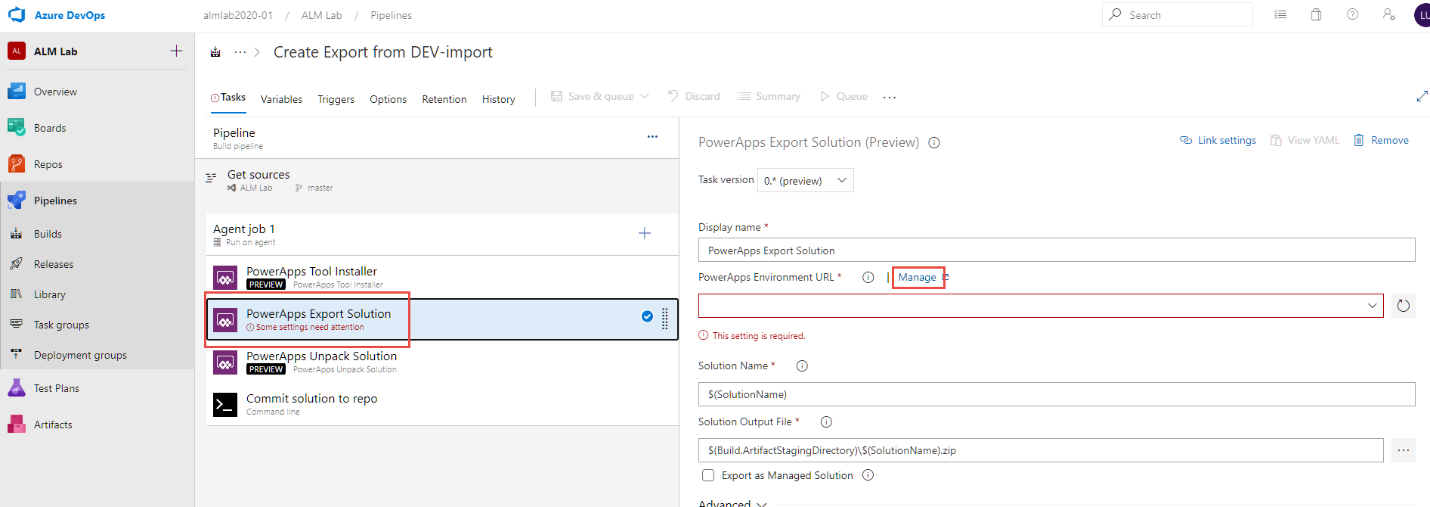 Azure DevOps
almlab2020-01 / ALM Lab / Pipelines
Search
LU
AL ALM Lab
Overview
Boards
Repos
Pipelines
Builds
Releases
Library
Task groups
Deployment groups
Test Plans
Artifacts
Create Export from DEV-import
Tasks Variables Triggers Options Retention History
Save & queue Discard Summary Queue
Pipeline
Build pipeline
Get sources
ALM Lab master
Agent job 1
Run on agent
PowerApps Tool Installer
PREVIEW PowerApps Tool Installer
PowerApps Export Solution
Some settings need attention
PowerApps Unpack Solution
PREVIEW PowerApps Unpack Solution
Commit solution to repo
Command line
PowerApps Export Solution (Preview)
Link settings View YAML Remove
Task version 0.* (preview)
Display name *
PowerApps Export Solution
PowerApps Environment URL * | Manage
This setting is required.
Solution Name *
$(SolutionName)
Solution Output File *
$(Build.ArtifactStagingDirectory)\$(SolutionName).zip
Export as Managed Solution
Advanced